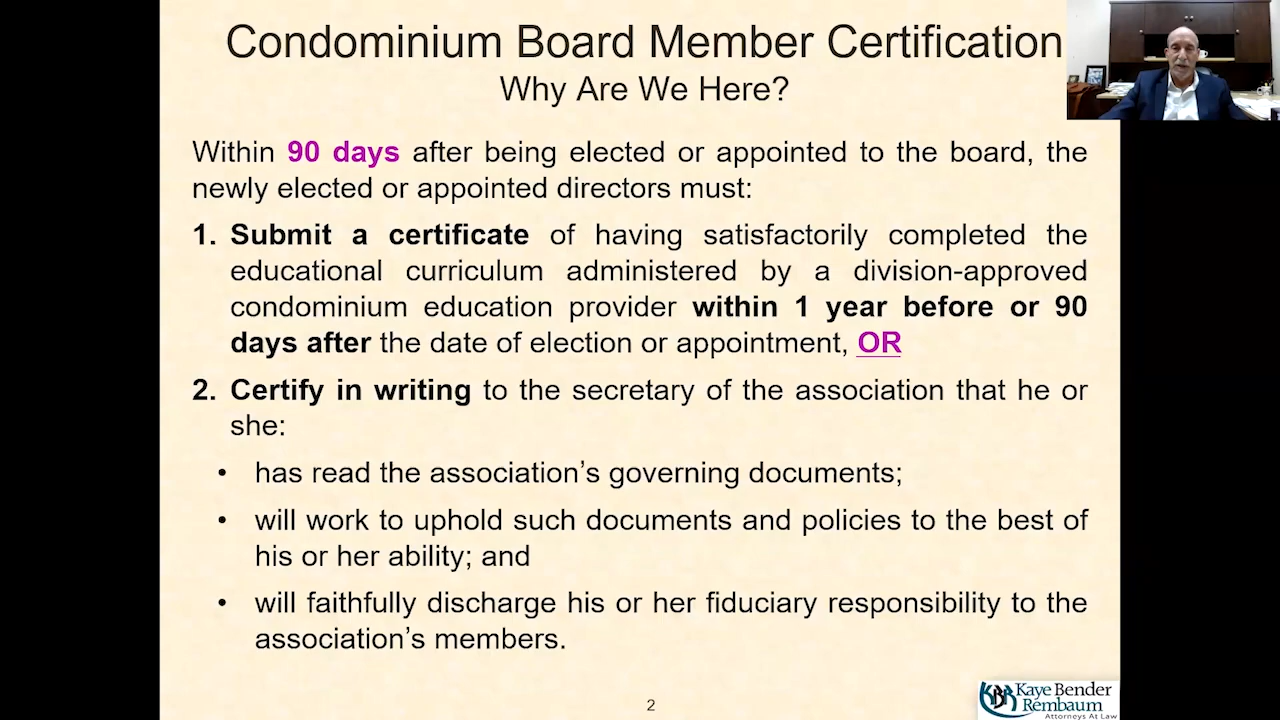 Condominium Board Member Certification
Why Are We Here?
Within 90 days after being elected or appointed to the board, the
newly elected or appointed directors must:
1. Submit a certificate of having satisfactorily completed the
educational curriculum administered by a division-approved
condominium education provider within 1 year before or 90
days after the date of election or appointment, OR
2. Certify in writing to the secretary of the association that he or
she:
• has read the association’s governing documents;
• will work to uphold such documents and policies to the best of
his or her ability; and
• will faithfully discharge his or her fiduciary responsibility to the
association’s members.
2
KBR Kaye Bender
Rembaum
Attorneys At Law